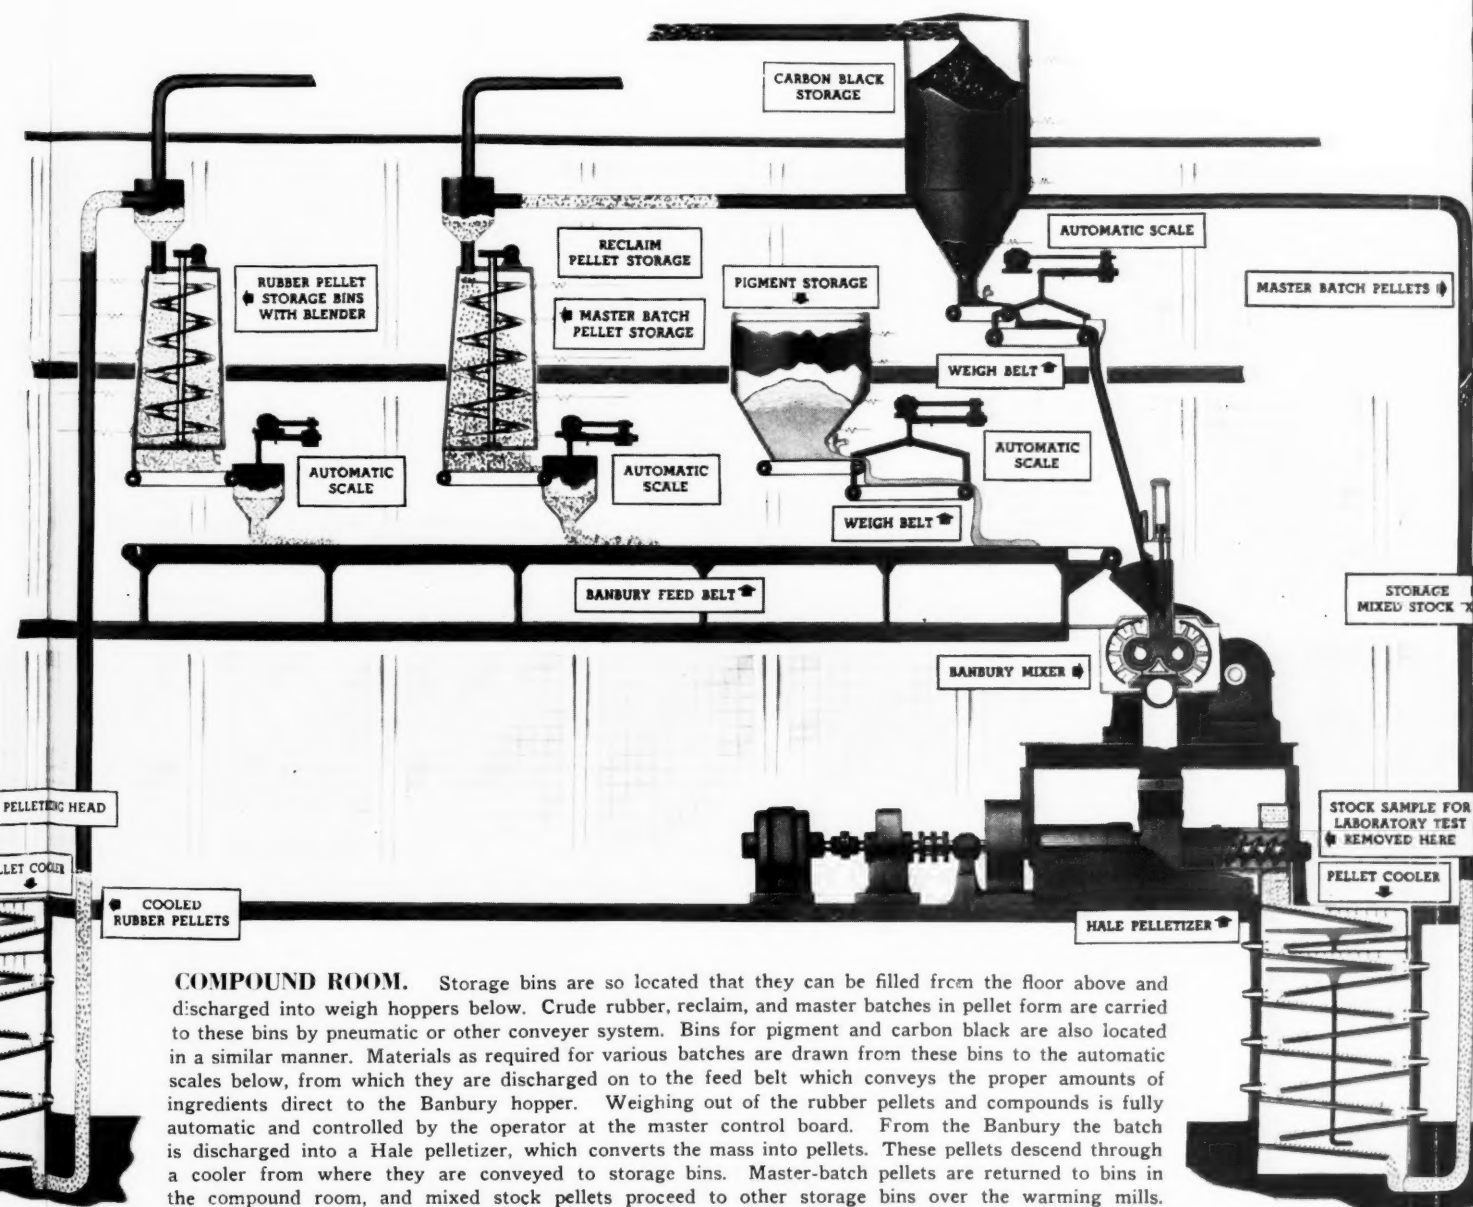 CARBON BLACK
STORAGE
AUTOMATIC SCALE
RECLAIM
PELLET STORAGE
RUBBER PELLET
STORAGE BINS
WITH BLENDER
MASTER BATCH
PELLET STORAGE
PIGMENT STORAGE
MASTER BATCH PELLETS
WEIGH BELT
AUTOMATIC
SCALE
AUTOMATIC
SCALE
AUTOMATIC
SCALE
WEIGH BELT
BANBURY FEED BELT
STORAGE
MIXED STOCK
BANBURY MIXER
PELLETING HEAD
STOCK SAMPLE FOR
LABORATORY TEST
REMOVED HERE
COOLER
PELLET COOLER
COOLED
RUBBER PELLETS
HALE PELLETIZER
COMPOUND ROOM. Storage bins are so located that they can be filled from the floor above and
discharged into weigh hoppers below. Crude rubber, reclaim, and master batches in pellet form are carried
to these bins by pneumatic or other conveyer system. Bins for pigment and carbon black are also located
in a similar manner. Materials as required for various batches are drawn from these bins to the automatic
scales below, from which they are discharged on to the feed belt which conveys the proper amounts of
ingredients direct to the Banbury hopper. Weighing out of the rubber pellets and compounds is fully
automatic and controlled by the operator at the master control board. From the Banbury the batch
is discharged into a Hale pelletizer, which converts the mass into pellets. These pellets descend through
a cooler from where they are conveyed to storage bins. Master-batch pellets are returned to bins in
the compound room, and mixed stock pellets proceed to other storage bins over the warming mills.